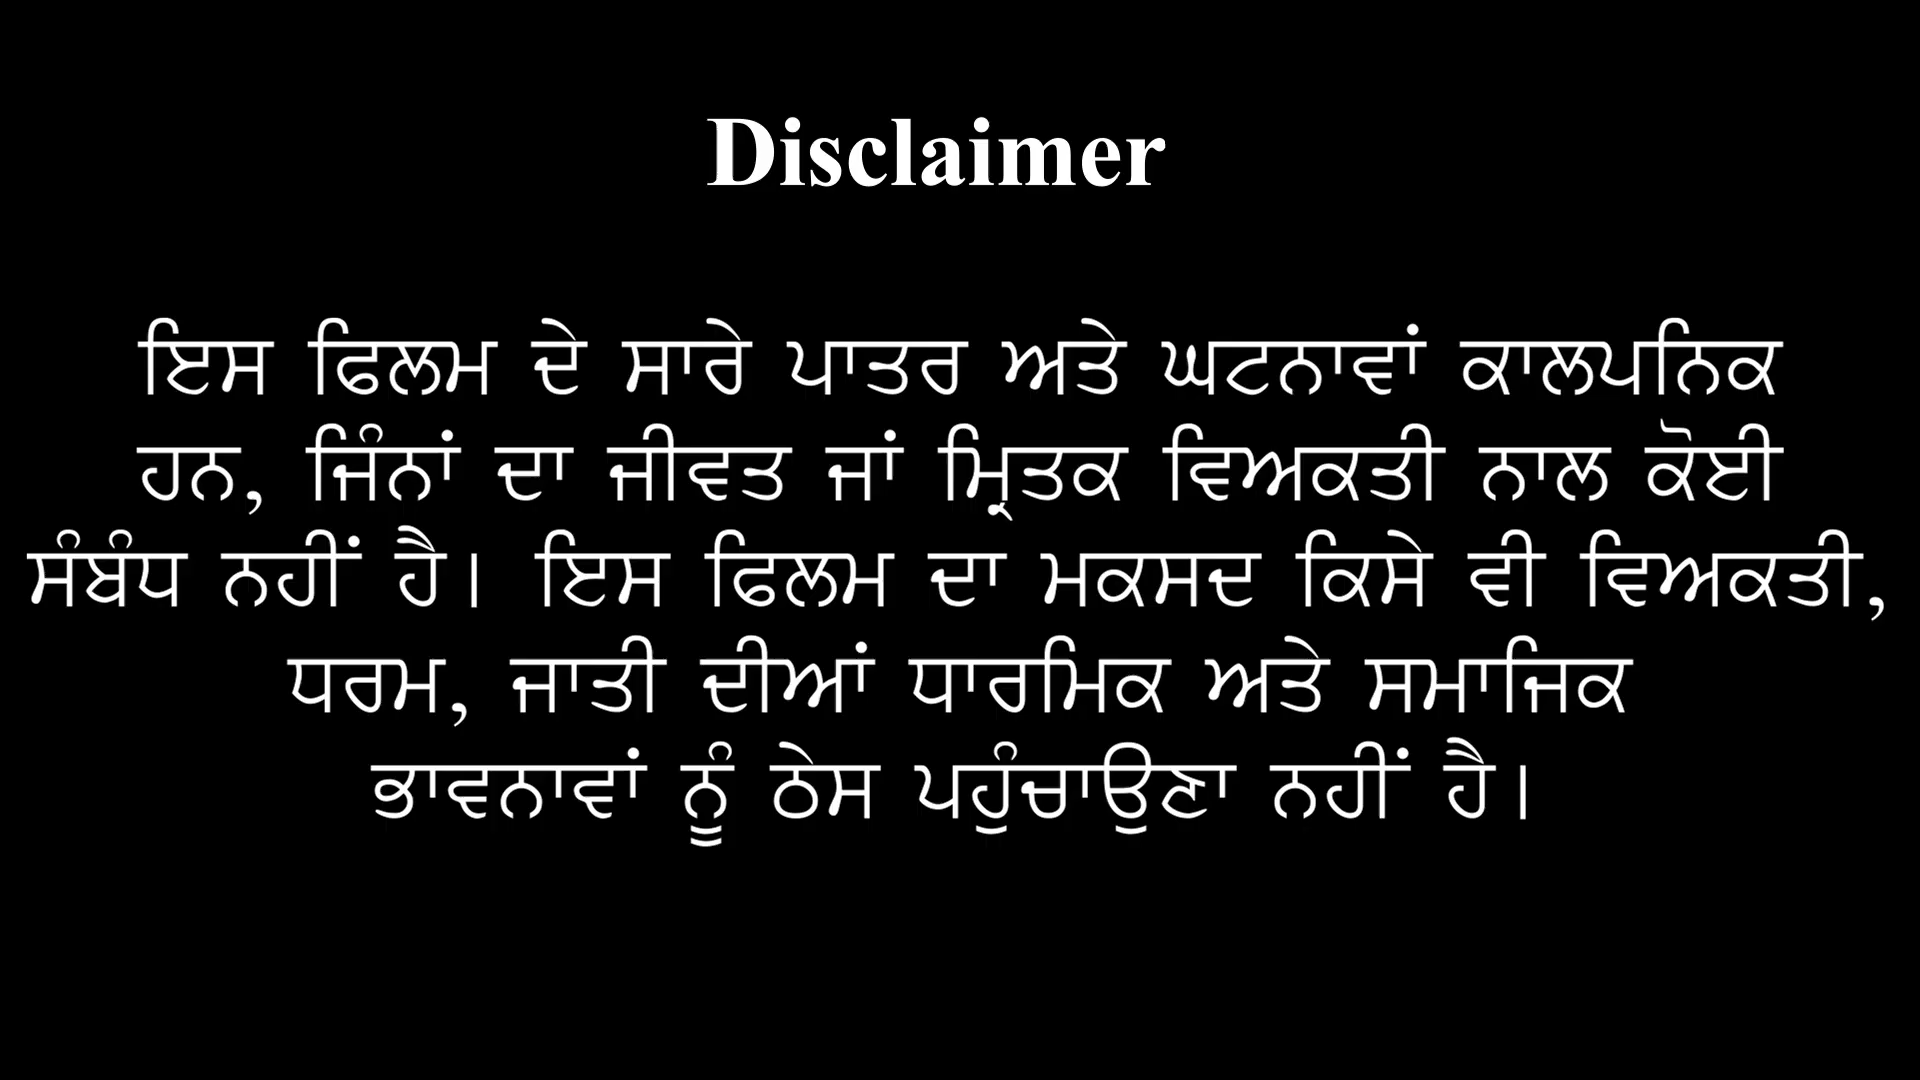 Disclaimer
ਇਸ ਫਿਲਮ ਦੇ ਸਾਰੇ ਪਾਤਰ ਅਤੇ ਘਟਨਾਵਾਂ ਕਾਲਪਨਿਕ
ਹਨ, ਜਿੰਨਾਂ ਦਾ ਜੀਵਤ ਜਾਂ ਮ੍ਰਿਤਕ ਵਿਅਕਤੀ ਨਾਲ ਕੋਈ
ਸੰਬੰਧ ਨਹੀਂ ਹੈ। ਇਸ ਫਿਲਮ ਦਾ ਮਕਸਦ ਕਿਸੇ ਵੀ ਵਿਅਕਤੀ,
ਧਰਮ, ਜਾਤੀ ਦੀਆਂ ਧਾਰਮਿਕ ਅਤੇ ਸਮਾਜਿਕ
ਭਾਵਨਾਵਾਂ ਨੂੰ ਠੇਸ ਪਹੁੰਚਾਉਣਾ ਨਹੀਂ ਹੈ।